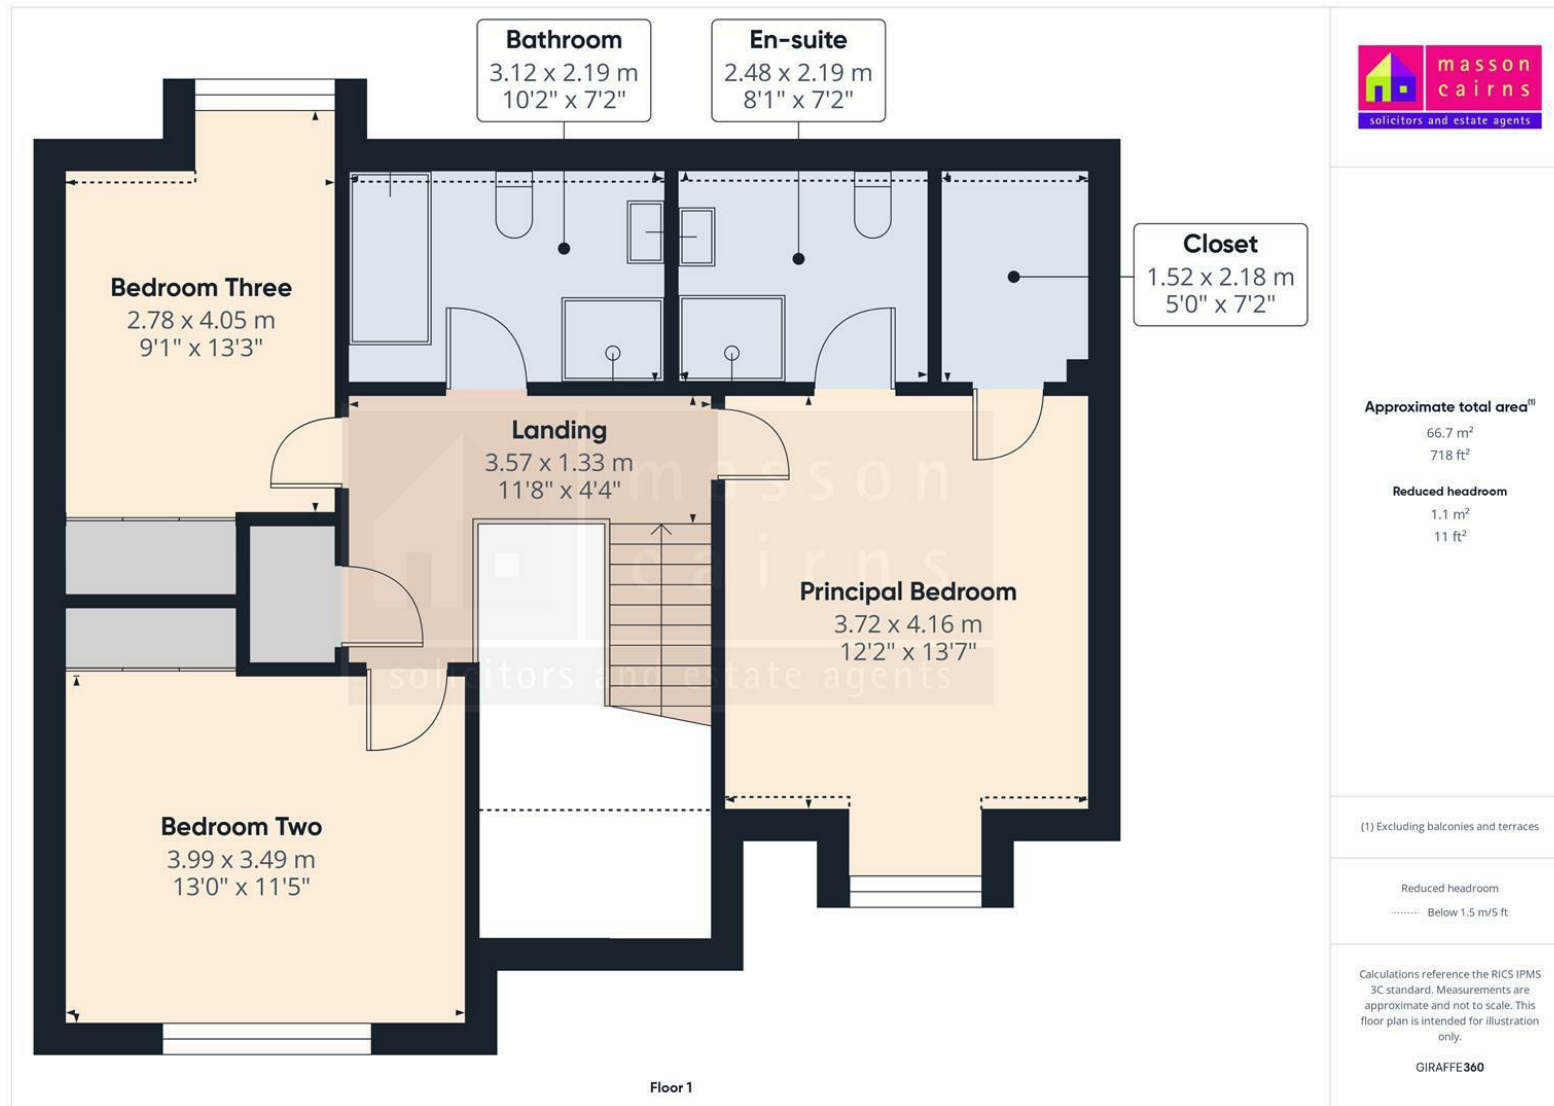 Bathroom
3.12 x 2.19 m
10'2" x 7'2"
En-suite
2.48 x 2.19 m
8'1" x 7'2"
Closet
1.52 x 2.18 m
5'0" x 7'2"
Bedroom Three
2.78 x 4.05 m
9'1" x 13'3"
Landing
3.57 x 1.33 m
11'8" x 4'4"
Principal Bedroom
3.72 x 4.16 m
12'2" x 13'7"
Bedroom Two
3.99 x 3.49 m
13'0" x 11'5"
masson
cairns
solicitors and estate agents
Floor 1
masson
cairns
solicitors and estate agents
Approximate total area(1)
66.7 m²
718 ft²
Reduced headroom
1.1 m²
11 ft²
(1) Excluding balconies and terraces
Reduced headroom
Below 1.5 m/5 ft
Calculations reference the RICS IPMS
3C standard. Measurements are
approximate and not to scale. This
floor plan is intended for illustration
only.
GIRAFFE360